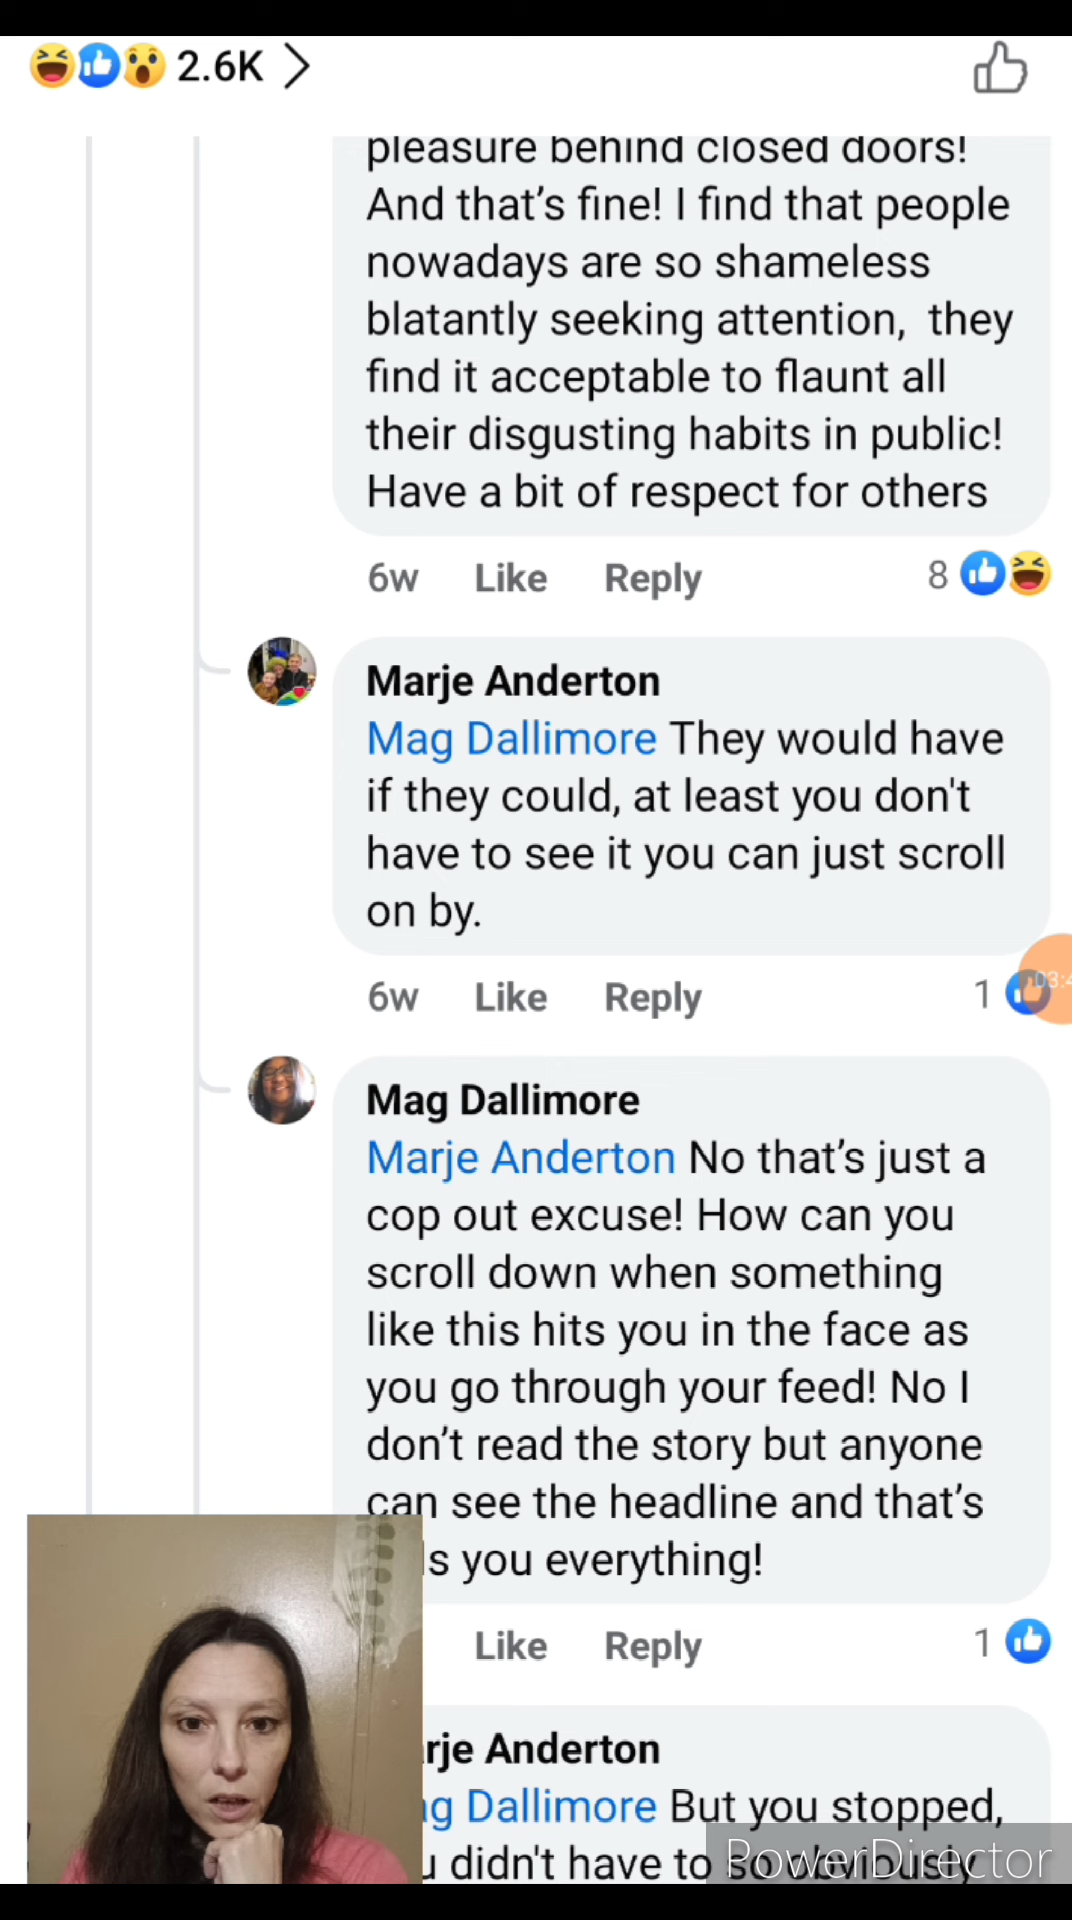 2.6K
pleasure behind closed doors!
And that's fine! I find that people
nowadays are so shameless
blatantly seeking attention, they
find it acceptable to flaunt all
their disgusting habits in public!
Have a bit of respect for others
6w Like Reply 8
Marje Anderton
Mag Dallimore They would have
if they could, at least you don't
have to see it you can just scroll
on by.
6w Like Reply 1
03:4
Mag Dallimore
Marje Anderton No that's just a
cop out excuse! How can you
scroll down when something
like this hits you in the face as
you go through your feed! No I
don't read the story but anyone
can see the headline and that's
s you everything!
Like Reply 1
rje Anderton
ag Dallimore But you stopped,
u didn't have to so obviously
PowerDirector